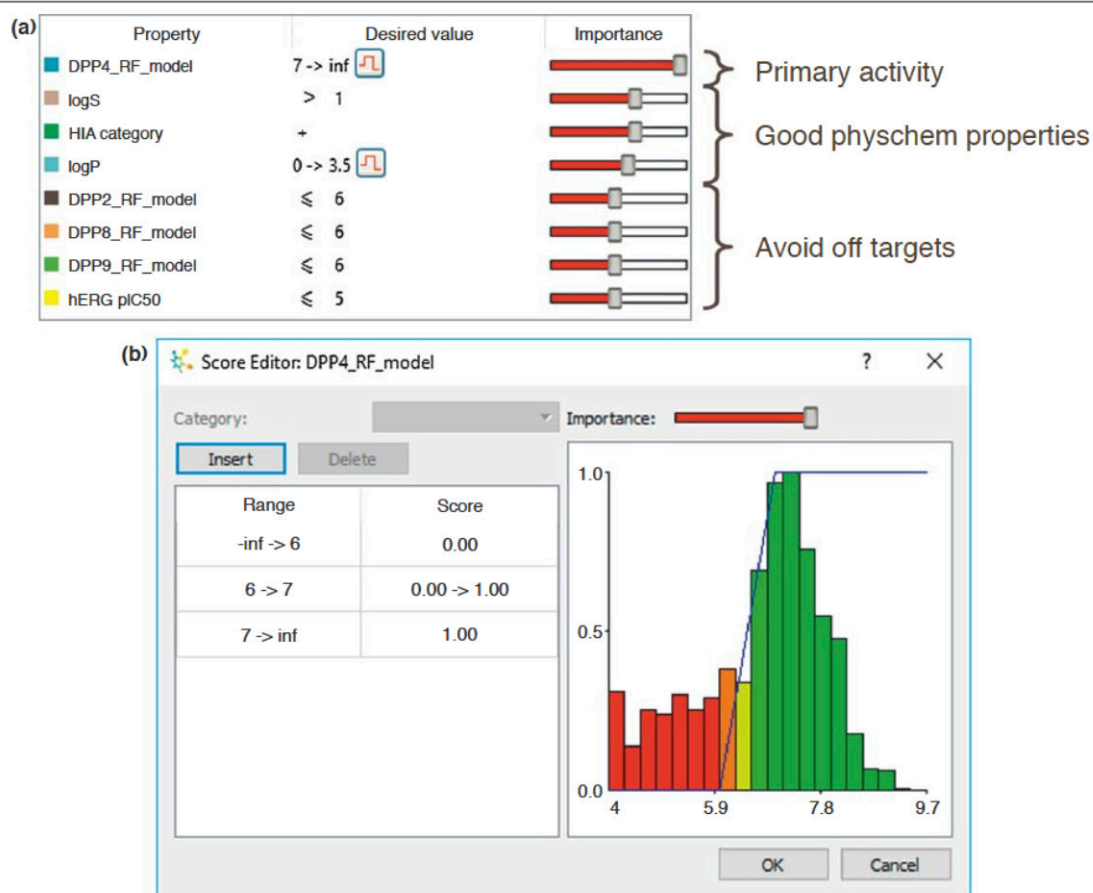 (a)
Property Desired value Importance
DPP4_RF_model 7 -> inf
logS > 1
HIA category +
logP 0 -> 3.5
DPP2_RF_model ≤ 6
DPP8_RF_model ≤ 6
DPP9_RF_model ≤ 6
hERG pIC50 ≤ 5
Primary activity
Good physchem properties
Avoid off targets
(b)
Score Editor: DPP4_RF_model ? ×
Category: Importance:
Insert Delete
Range Score
-inf -> 6 0.00
6 -> 7 0.00 -> 1.00
7 -> inf 1.00
1.0
0.5
0.0
4 5.9 7.8 9.7
OK Cancel